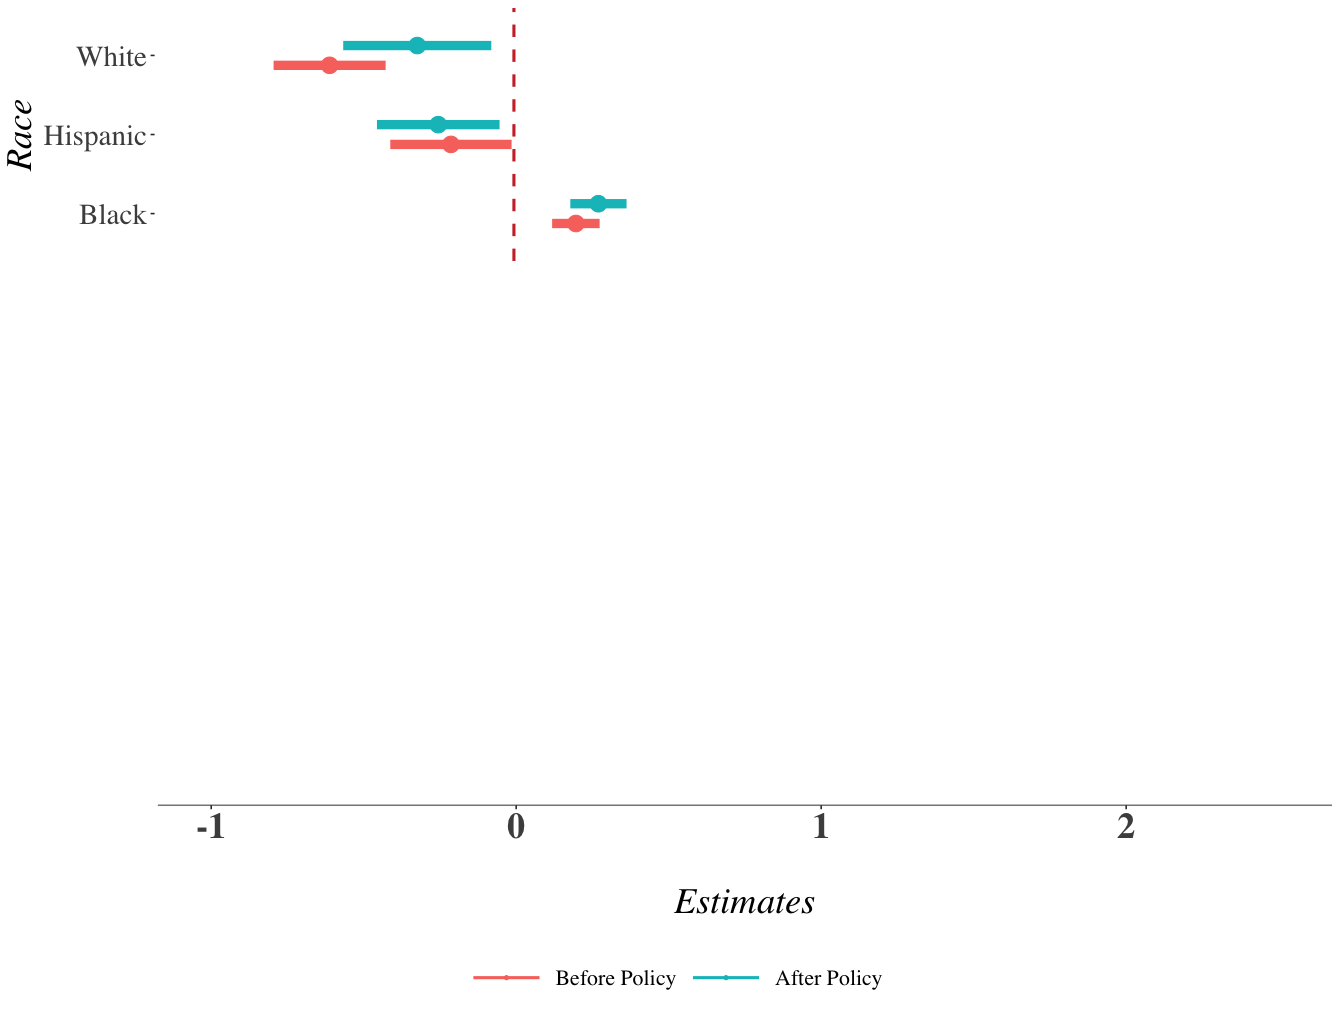 Race
White
Hispanic
Black
-1 0 1 2
Estimates
Before Policy After Policy